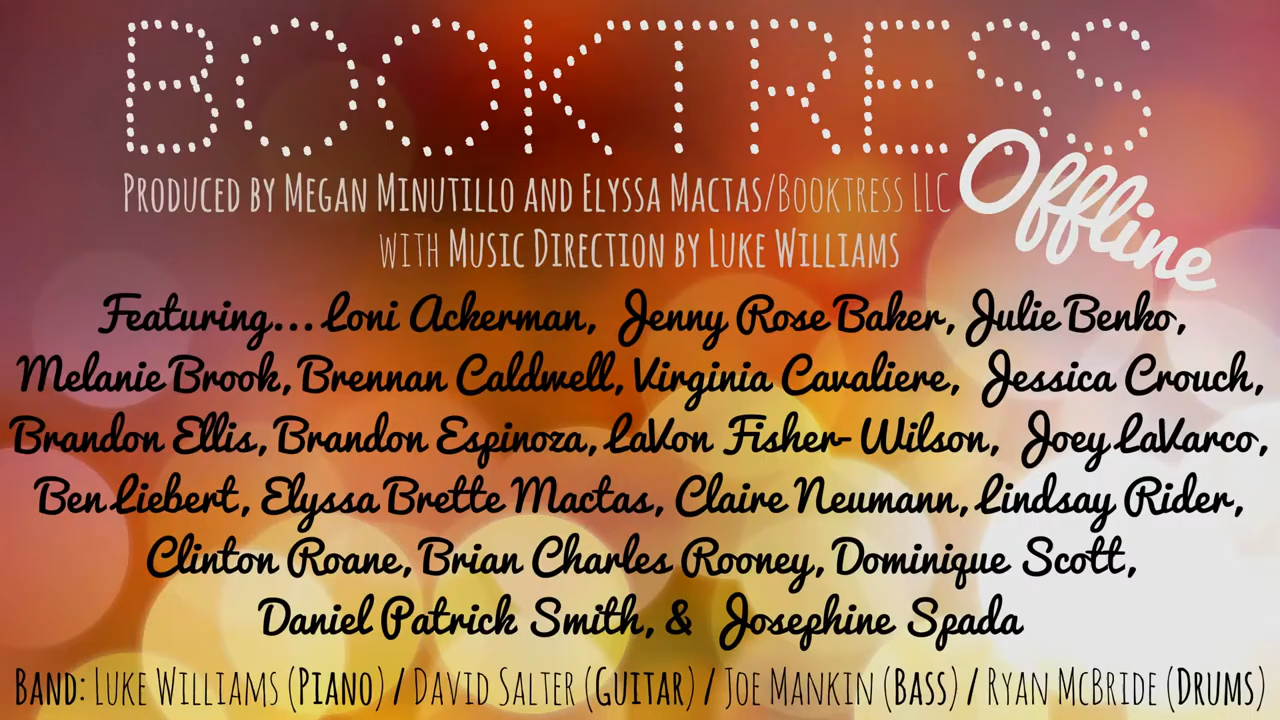 BOOKTRESS
Offline
PRODUCED BY MEGAN MINUTILLO AND ELYSSA MACTAS/BOOKTRESS LLC
WITH MUSIC DIRECTION BY LUKE WILLIAMS
Featuring... Loni Ackerman, Jenny Rose Baker, Julie Benko,
Melanie Brook, Brennan Caldwell, Virginia Cavaliere, Jessica Crouch,
Brandon Ellis, Brandon Espinoza, LaVon Fisher-Wilson, Joey LaVarco,
Ben Liebert, Elyssa Brette Mactas, Claire Neumann, Lindsay Rider,
Clinton Roane, Brian Charles Rooney, Dominique Scott,
Daniel Patrick Smith, & Josephine Spada
BAND: LUKE WILLIAMS (PIANO) / DAVID SALTER (GUITAR) / JOE MANKIN (BASS) / RYAN MCBRIDE (DRUMS)